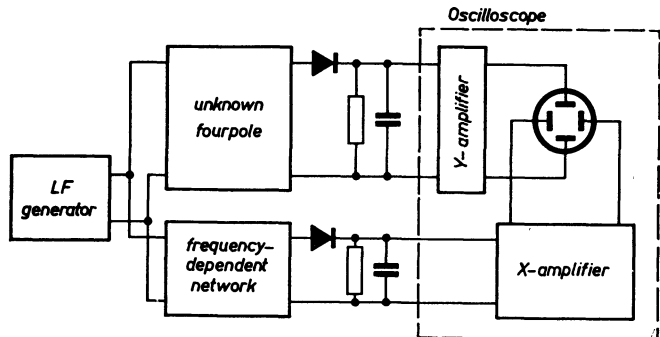 Oscilloscope
unknown
fourpole
Y-amplifier
LF
generator
frequency-
dependent
network
X-amplifier